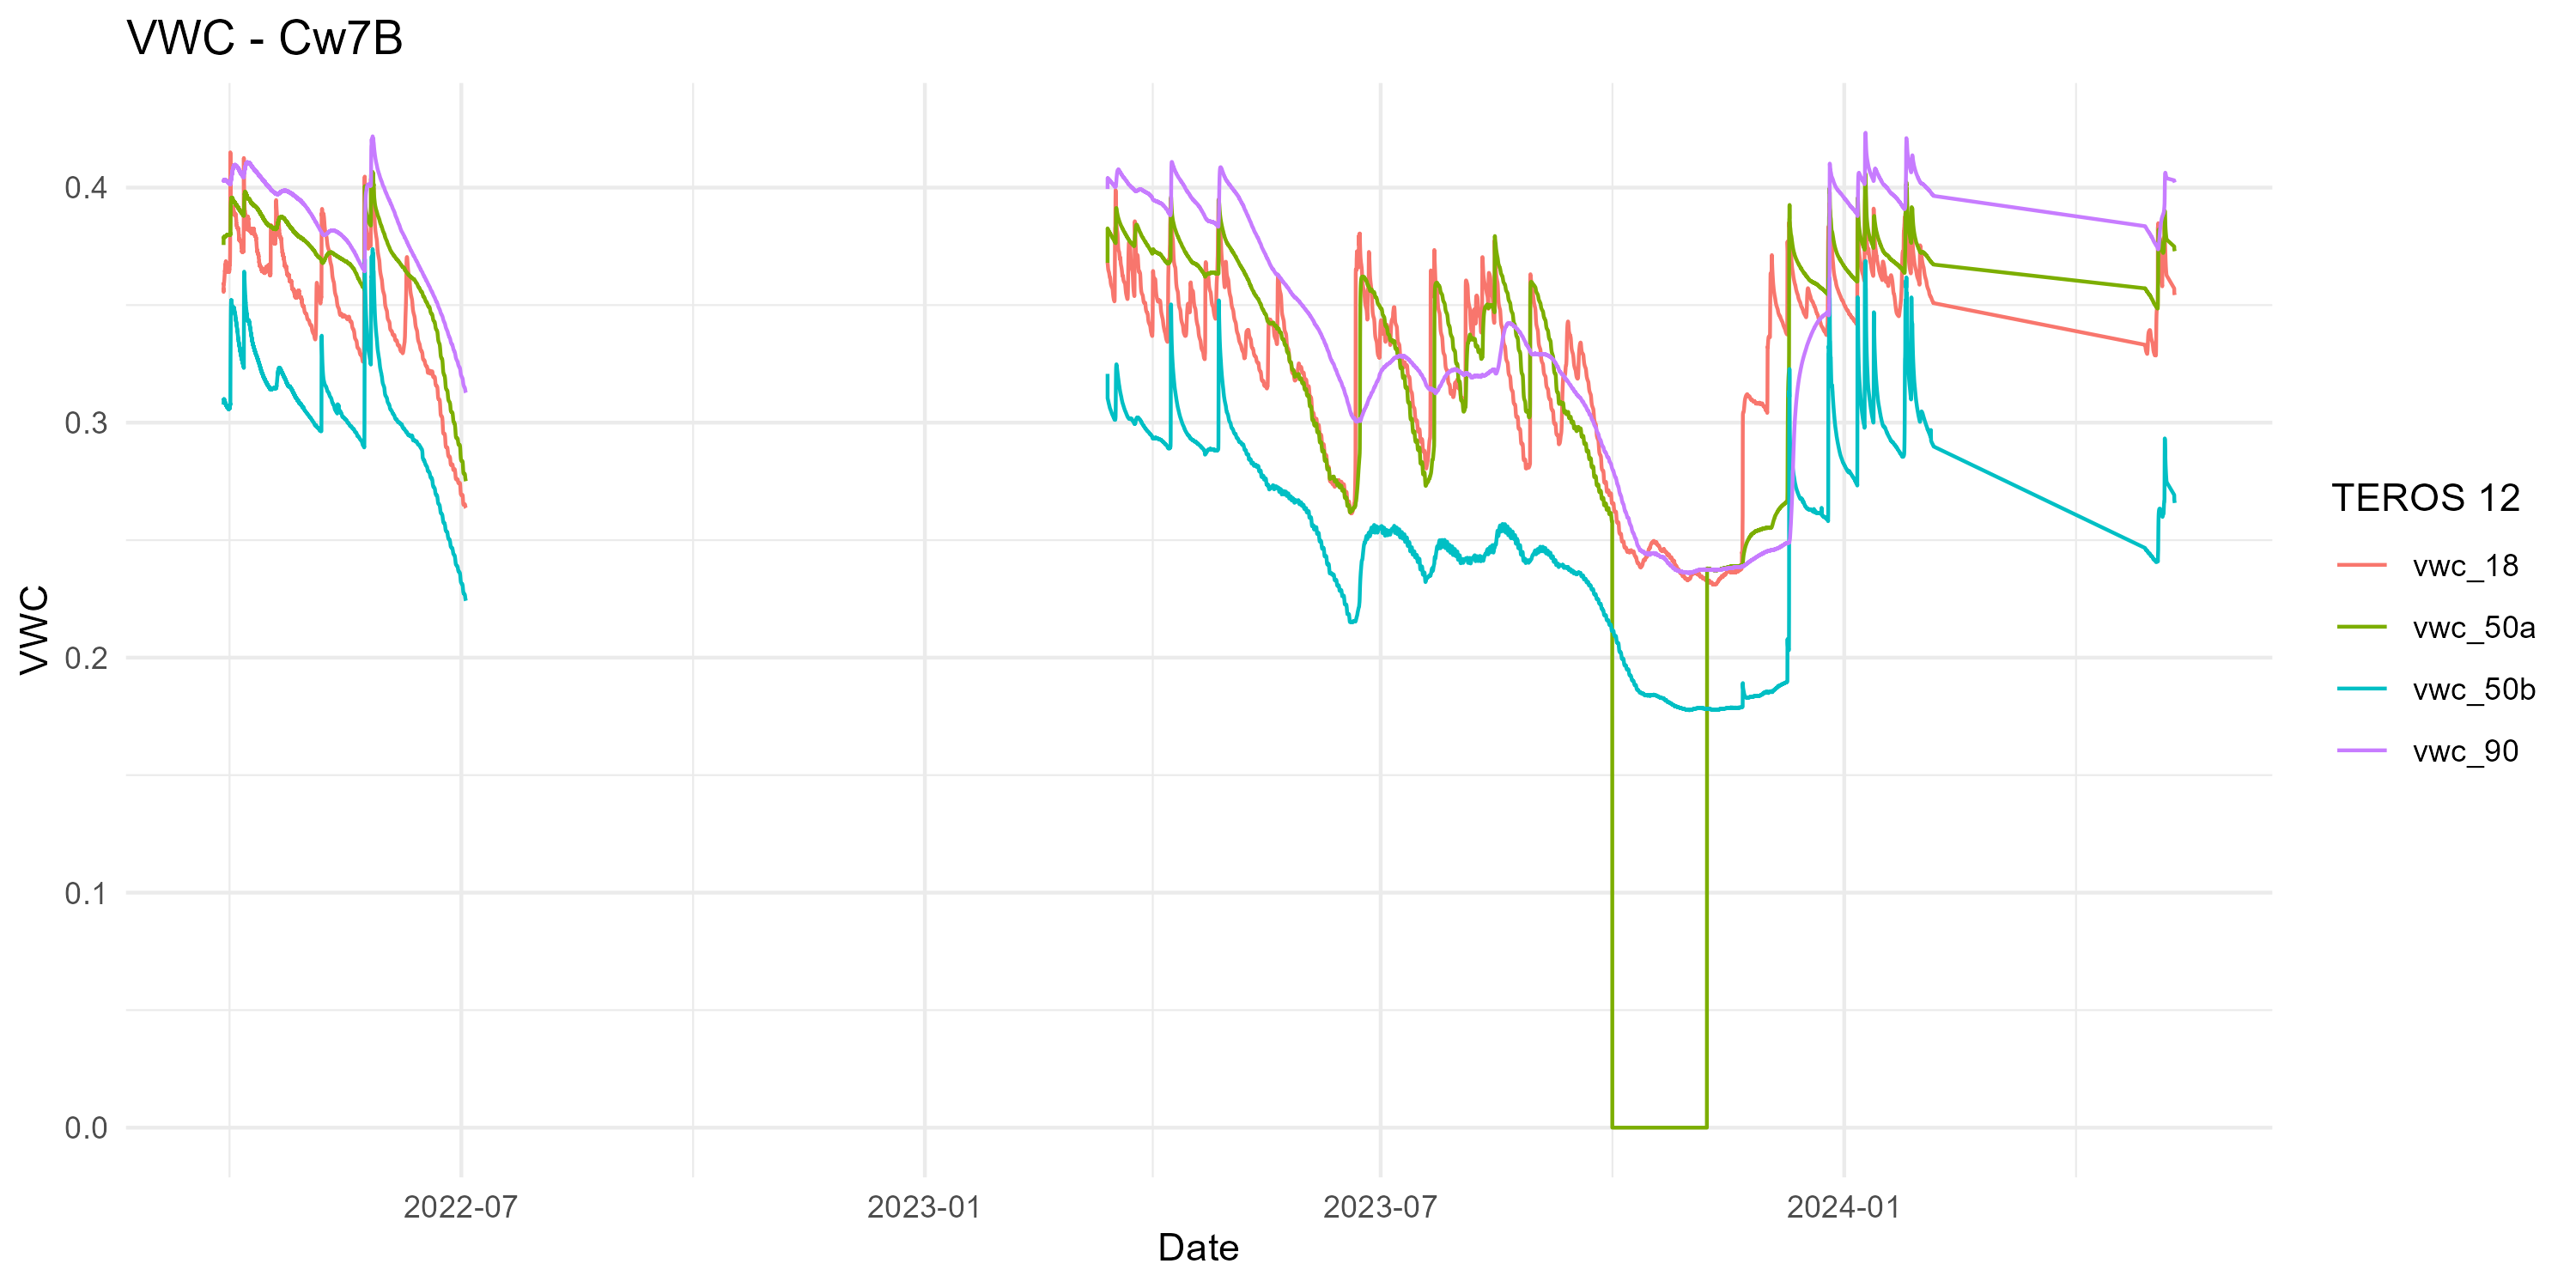 VWC - Cw7B
VWC
0.4
0.3
0.2
0.1
0.0
2022-07
2023-01
2023-07
2024-01
Date
TEROS 12
vwc_18
vwc_50a
vwc_50b
vwc_90